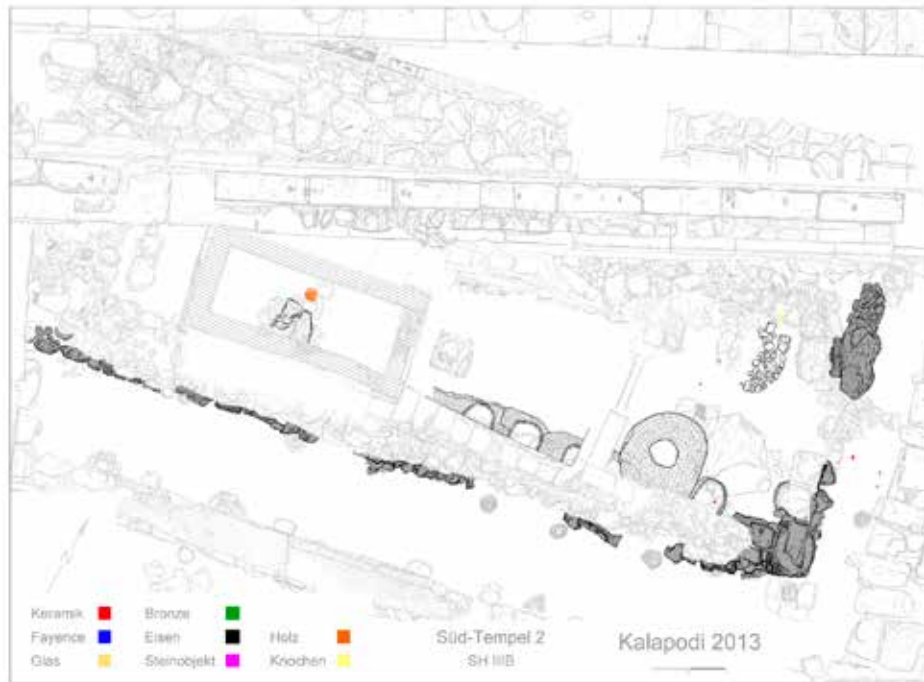 Keramik Bronze
Fayence Eisen Holz Süd-Tempel 2 Kalapodi 2013
Glas Steinobjekt Knochen SH IIIB